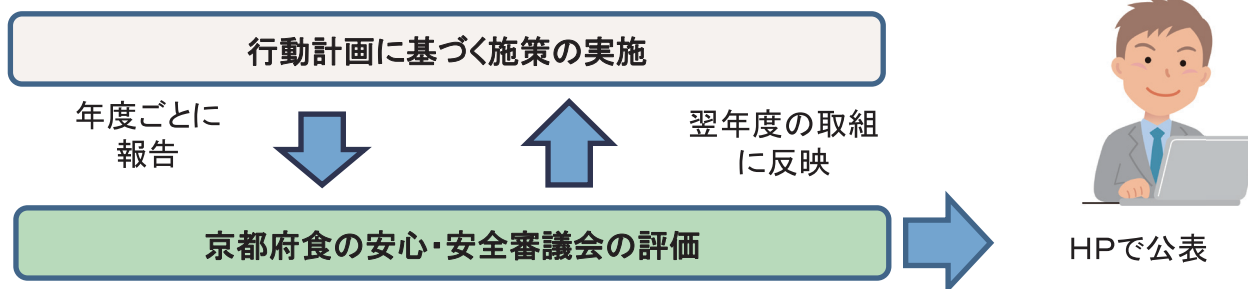 行動計画に基づく施策の実施
年度ごとに
報告
翌年度の取組
に反映
京都府食の安心・安全審議会の評価
HPで公表